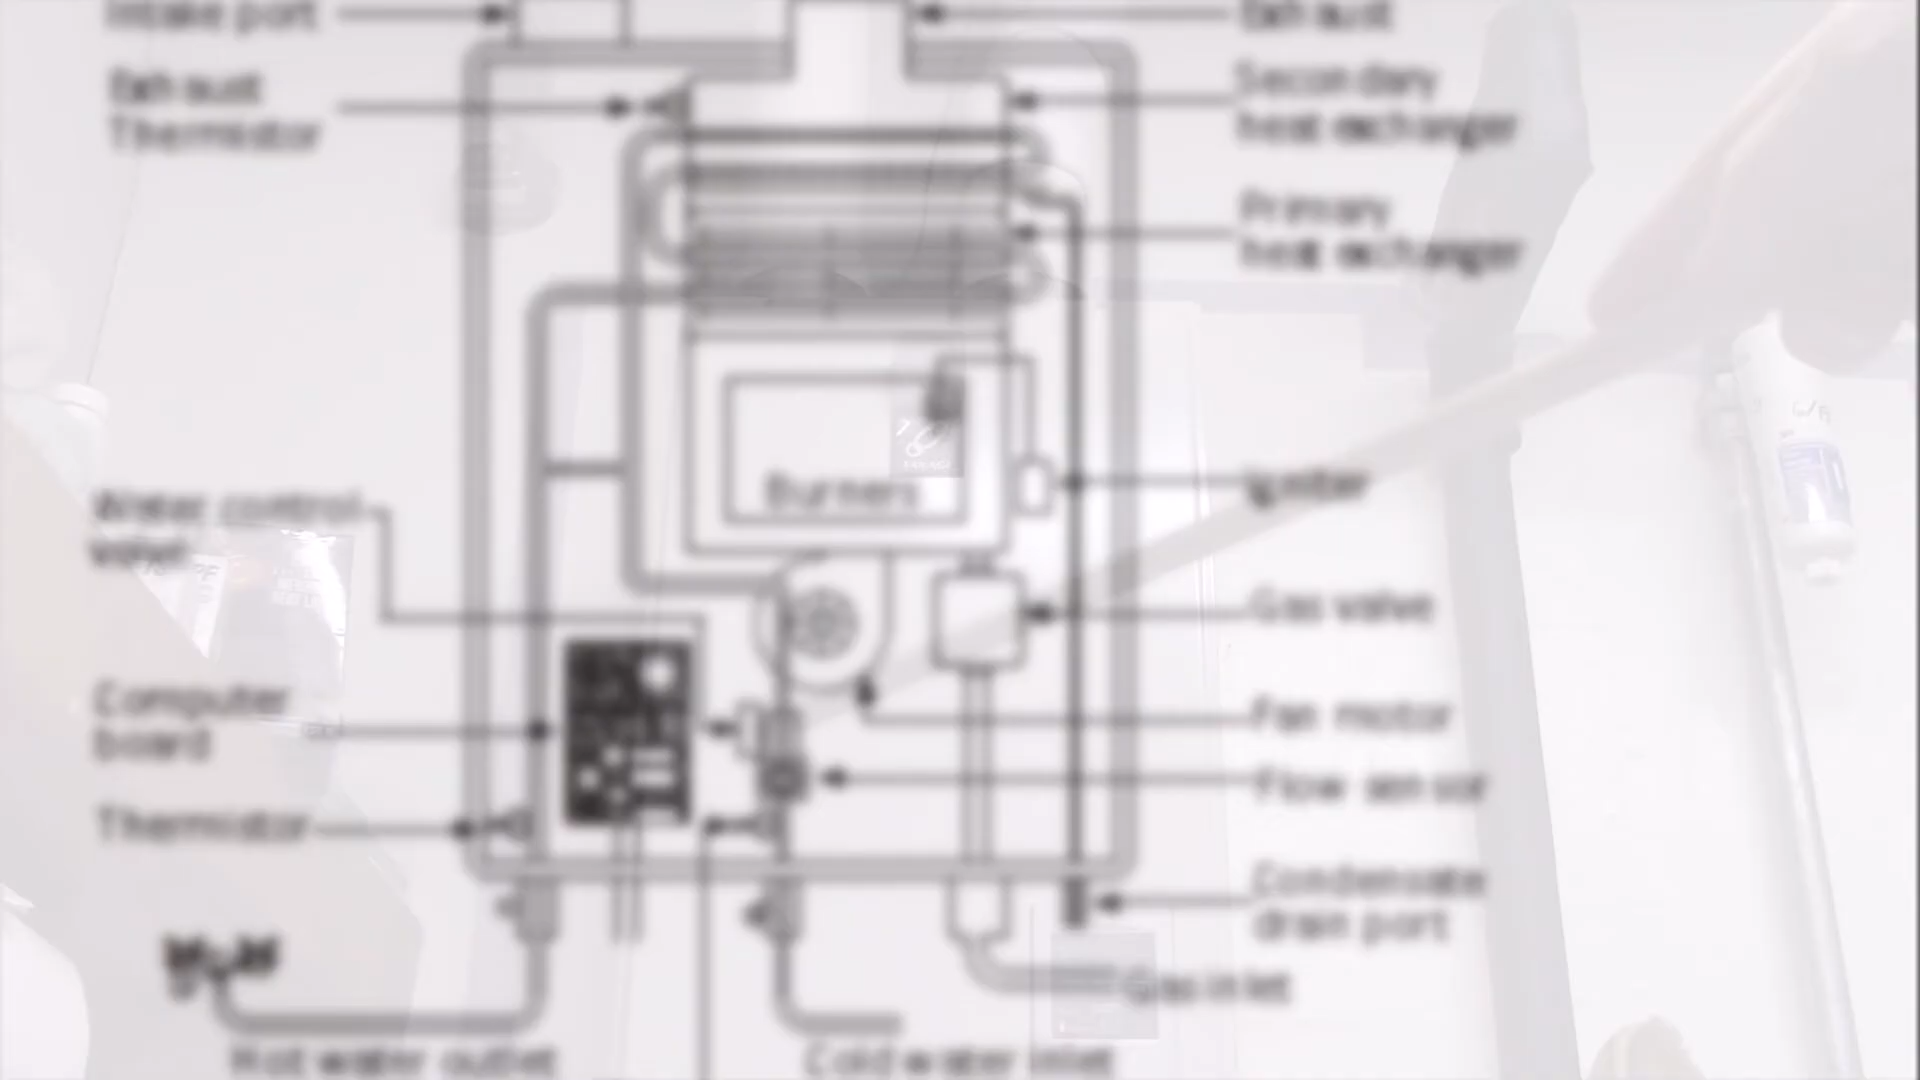 Intake port
Exhaust
Exhaust
Thermistor
Secondary
heat exchanger
Primary
heat exchanger
Burners
Igniter
Water control
valve
Gas valve
Computer
board
Fan motor
Flow sensor
Thermistor
Condensate
drain port
Gas inlet
Hot water outlet
Cold water inlet